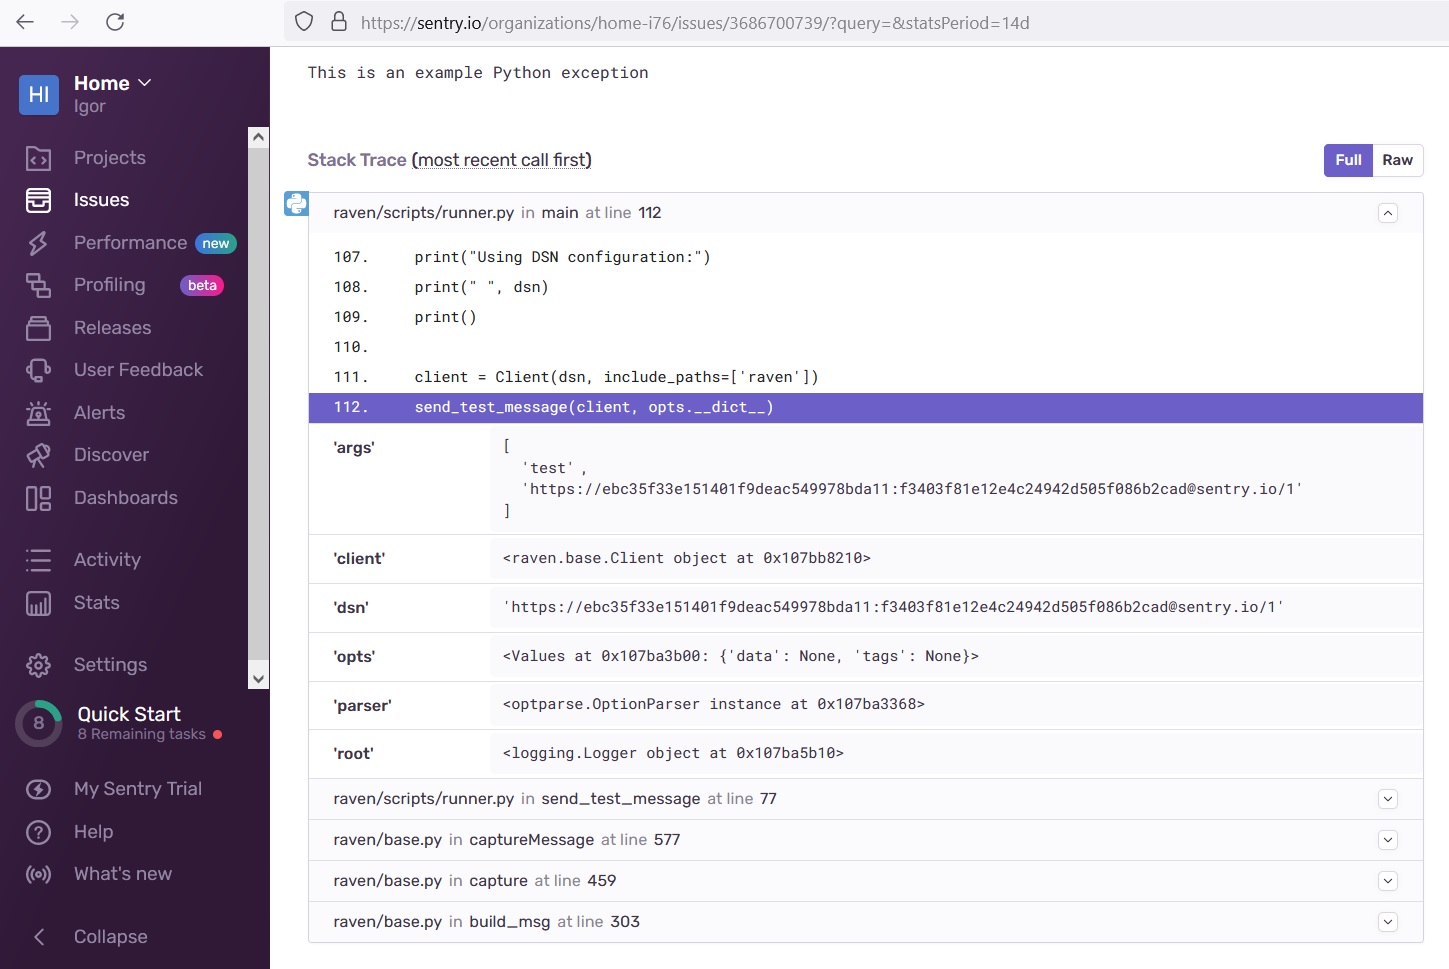 https://sentry.io/organizations/home-i76/issues/3686700739/?query=&statsPeriod=14d
HI
Home
Igor
Projects
Issues
Performance new
Profiling beta
Releases
User Feedback
Alerts
Discover
Dashboards
Activity
Stats
Settings
8
Quick Start
8 Remaining tasks
My Sentry Trial
Help
What's new
Collapse
This is an example Python exception
Stack Trace (most recent call first)
Full Raw
raven/scripts/runner.py in main at line 112
107. print("Using DSN configuration:")
108. print(" ", dsn)
109. print()
110.
111. client = Client(dsn, include_paths=['raven'])
112. send_test_message(client, opts.__dict__)
'args' [
'test' ,
'https://ebc35f33e151401f9deac549978bda11:f3403f81e12e4c24942d505f086b2cad@sentry.io/1'
]
'client' <raven.base.Client object at 0x107bb8210>
'dsn' 'https://ebc35f33e151401f9deac549978bda11:f3403f81e12e4c24942d505f086b2cad@sentry.io/1'
'opts' <Values at 0x107ba3b00: {'data': None, 'tags': None}>
'parser' <optparse.OptionParser instance at 0x107ba3368>
'root' <logging.Logger object at 0x107ba5b10>
raven/scripts/runner.py in send_test_message at line 77
raven/base.py in captureMessage at line 577
raven/base.py in capture at line 459
raven/base.py in build_msg at line 303